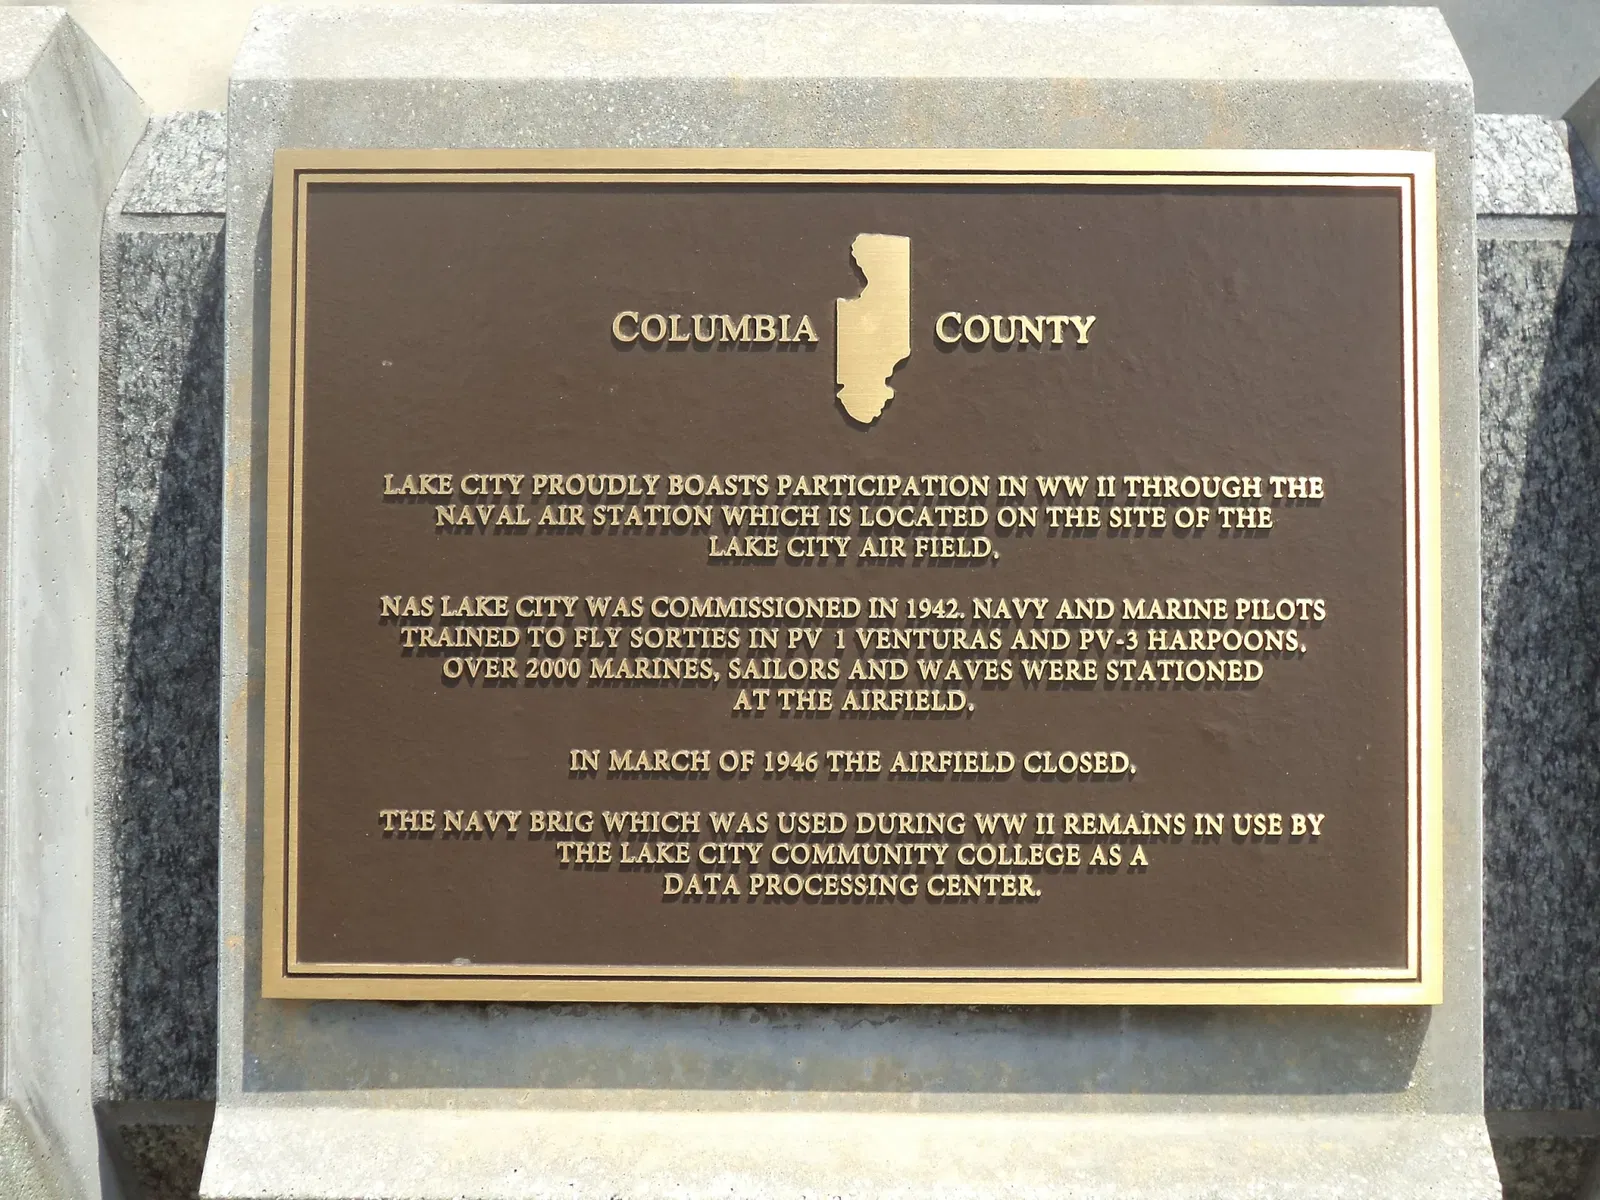 COLUMBIA COUNTY
LAKE CITY PROUDLY BOASTS PARTICIPATION IN WW II THROUGH THE
NAVAL AIR STATION WHICH IS LOCATED ON THE SITE OF THE
LAKE CITY AIR FIELD.
NAS LAKE CITY WAS COMMISSIONED IN 1942. NAVY AND MARINE PILOTS
TRAINED TO FLY SORTIES IN PV 1 VENTURAS AND PV-3 HARPOONS.
OVER 2000 MARINES, SAILORS AND WAVES WERE STATIONED
AT THE AIRFIELD.
IN MARCH OF 1946 THE AIRFIELD CLOSED.
THE NAVY BRIG WHICH WAS USED DURING WW II REMAINS IN USE BY
THE LAKE CITY COMMUNITY COLLEGE AS A
DATA PROCESSING CENTER.